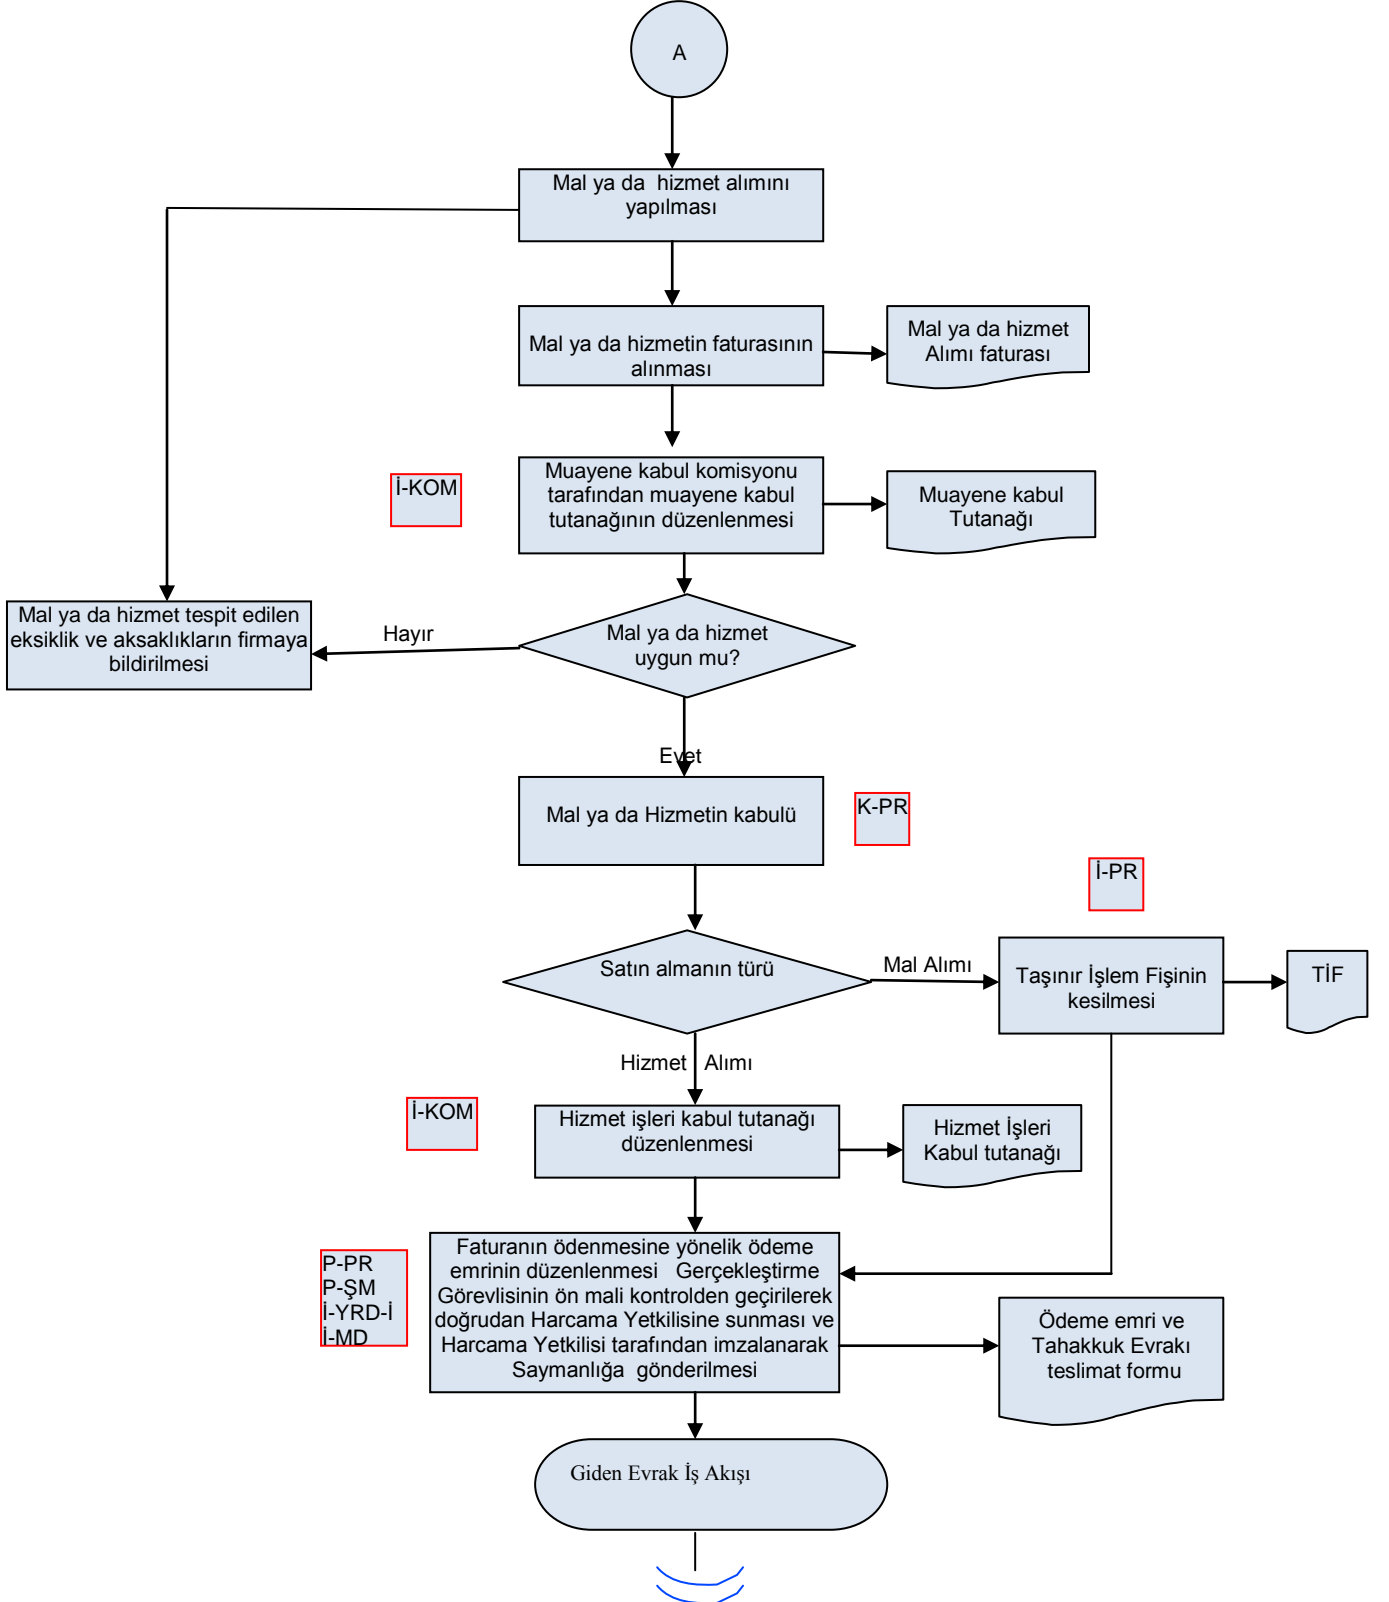 A
Mal ya da  hizmet alımını
yapılması
Mal ya da hizmetin faturasının
alınması
Mal ya da hizmet
Alımı faturası
İ-KOM
Muayene kabul komisyonu
tarafından muayene kabul
tutanağının düzenlenmesi
Muayene kabul
Tutanağı
Mal ya da hizmet tespit edilen
eksiklik ve aksaklıkların firmaya
bildirilmesi
Hayır
Mal ya da hizmet
uygun mu?
Evet
Mal ya da Hizmetin kabulü
K-PR
İ-PR
Satın almanın türü
Mal Alımı
Taşınır İşlem Fişinin
kesilmesi
TİF
Hizmet Alımı
İ-KOM
Hizmet işleri kabul tutanağı
düzenlenmesi
Hizmet İşleri
Kabul tutanağı
P-PR
P-ŞM
İ-YRD-İ
İ-MD
Faturanın ödenmesine yönelik ödeme
emrinin düzenlenmesi   Gerçekleştirme
Görevlisinin ön mali kontrolden geçirilerek
doğrudan Harcama Yetkilisine sunması ve
Harcama Yetkilisi tarafından imzalanarak
Saymanlığa  gönderilmesi
Ödeme emri ve
Tahakkuk Evrakı
teslimat formu
Giden Evrak İş Akışı